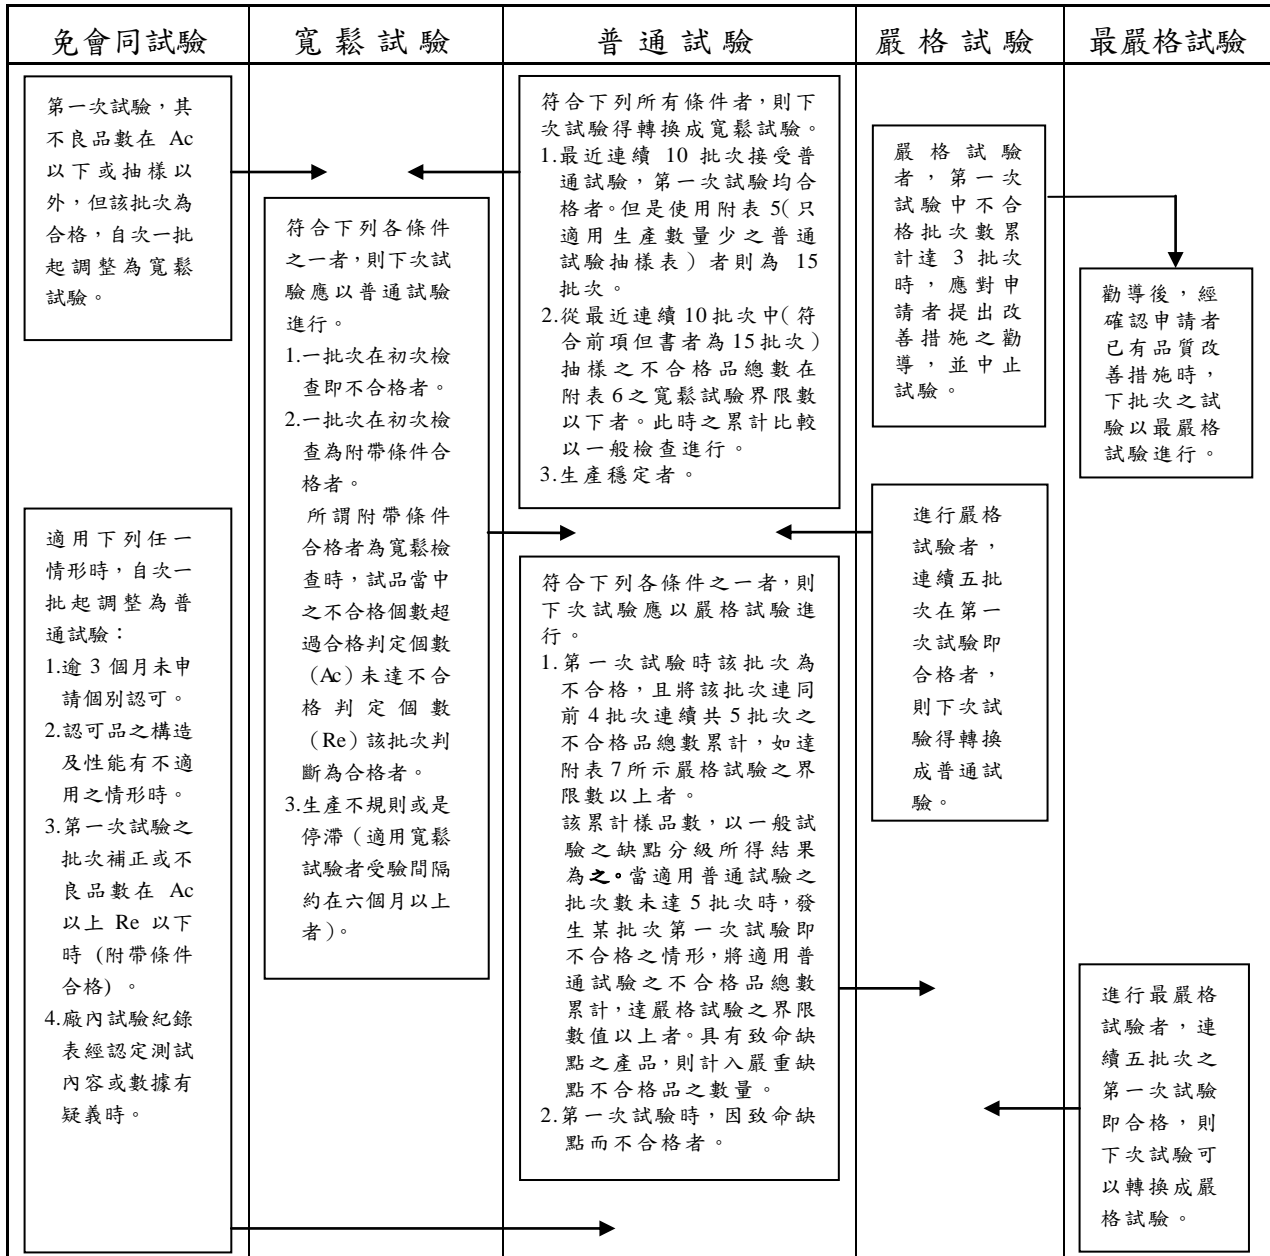 免會同試驗
寬鬆試驗
普通試驗
嚴格試驗
最嚴格試驗
第一次試驗，其
不良品數在 Ac
以下或抽樣以
外，但該批次為
合格，自次一批
起調整為寬鬆
試驗。
適用下列任一
情形時，自次一
批起調整為普
通試驗：
1.逾 3 個月未申
請個別認可。
2.認可品之構造
及性能有不適
用之情形時。
3.第一次試驗之
批次補正或不
良品數在 Ac
以上 Re 以下
時 (附帶條件
合格) 。
4.廠內試驗紀錄
表經認定測試
內容或數據有
疑義時。
符合下列各條件
之一者，則下次試
驗應以普通試驗
進行。
1.一批次在初次檢
查即不合格者。
2.一批次在初次檢
查為附帶條件合
格者。
所謂附帶條件
合格者為寬鬆檢
查時，試品當中
之不合格個數超
過合格判定個數
（Ac）未達不合
格判定個數
（Re）該批次判
斷為合格者。
3.生產不規則或是
停滯（適用寬鬆
試驗者受驗間隔
約在六個月以上
者）。
符合下列所有條件者，則下
次試驗得轉換成寬鬆試驗。
1.最近連續 10 批次接受普
通試驗，第一次試驗均合
格者。但是使用附表 5（只
適用生產數量少之普通
試驗抽樣表）者則為 15
批次。
2.從最近連續 10 批次中（符
合前項但書者為 15 批次）
抽樣之不合格品總數在
附表 6 之寬鬆試驗界限數
以下者。此時之累計比較
以一般檢查進行。
3.生產穩定者。
符合下列各條件之一者，則
下次試驗應以嚴格試驗進
行。
1.第一次試驗時該批次為
不合格，且將該批次連同
前 4 批次連續共 5 批次之
不合格品總數累計，如達
附表 7 所示嚴格試驗之界
限數以上者。
該累計樣品數，以一般試
驗之缺點分級所得結果
為之。當適用普通試驗之
批次數未達 5 批次時，發
生某批次第一次試驗即
不合格之情形，將適用普
通試驗之不合格品總數
累計，達嚴格試驗之界限
數值以上者。具有致命缺
點之產品，則計入嚴重缺
點不合格品之數量。
2.第一次試驗時，因致命缺
點而不合格者。
嚴格試驗
者，第一次
試驗中不合
格批次數累
計達 3 批次
時，應對申
請者提出改
善措施之勸
導，並中止
試驗。
進行嚴格
試驗者，
連續五批
次在第一
次試驗即
合格者，
則下次試
驗得轉換
成普通試
驗。
勸導後，經
確認申請者
已有品質改
善措施時，
下批次之試
驗以最嚴格
試驗進行。
進行最嚴格
試驗者，連
續五批次之
第一次試驗
即合格，則
下次試驗可
以轉換成嚴
格試驗。